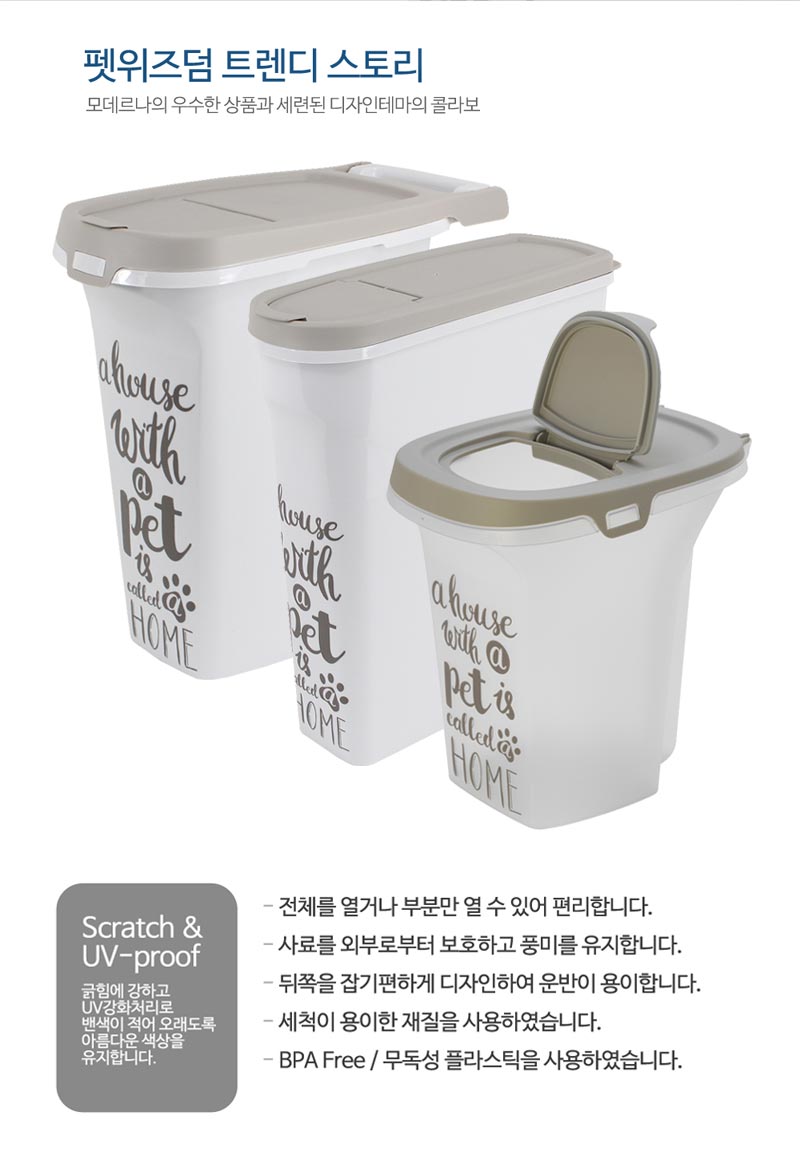 펫위즈덤 트렌디 스토리
모데르나의 우수한 상품과 세련된 디자인테마의 콜라보
a house
with
a
pet
is
called a
HOME
house
with
a
pet
is
called a
HOME
a house
with a
pet is
called a
HOME
Scratch &
UV-proof
긁힘에 강하고
UV강화처리로
밴색이 적어 오래도록
아름다운 색상을
유지합니다.
- 전체를 열거나 부분만 열 수 있어 편리합니다.
- 사료를 외부로부터 보호하고 풍미를 유지합니다.
- 뒤쪽을 잡기편하게 디자인하여 운반이 용이합니다.
- 세척이 용이한 재질을 사용하였습니다.
- BPA Free / 무독성 플라스틱을 사용하였습니다.